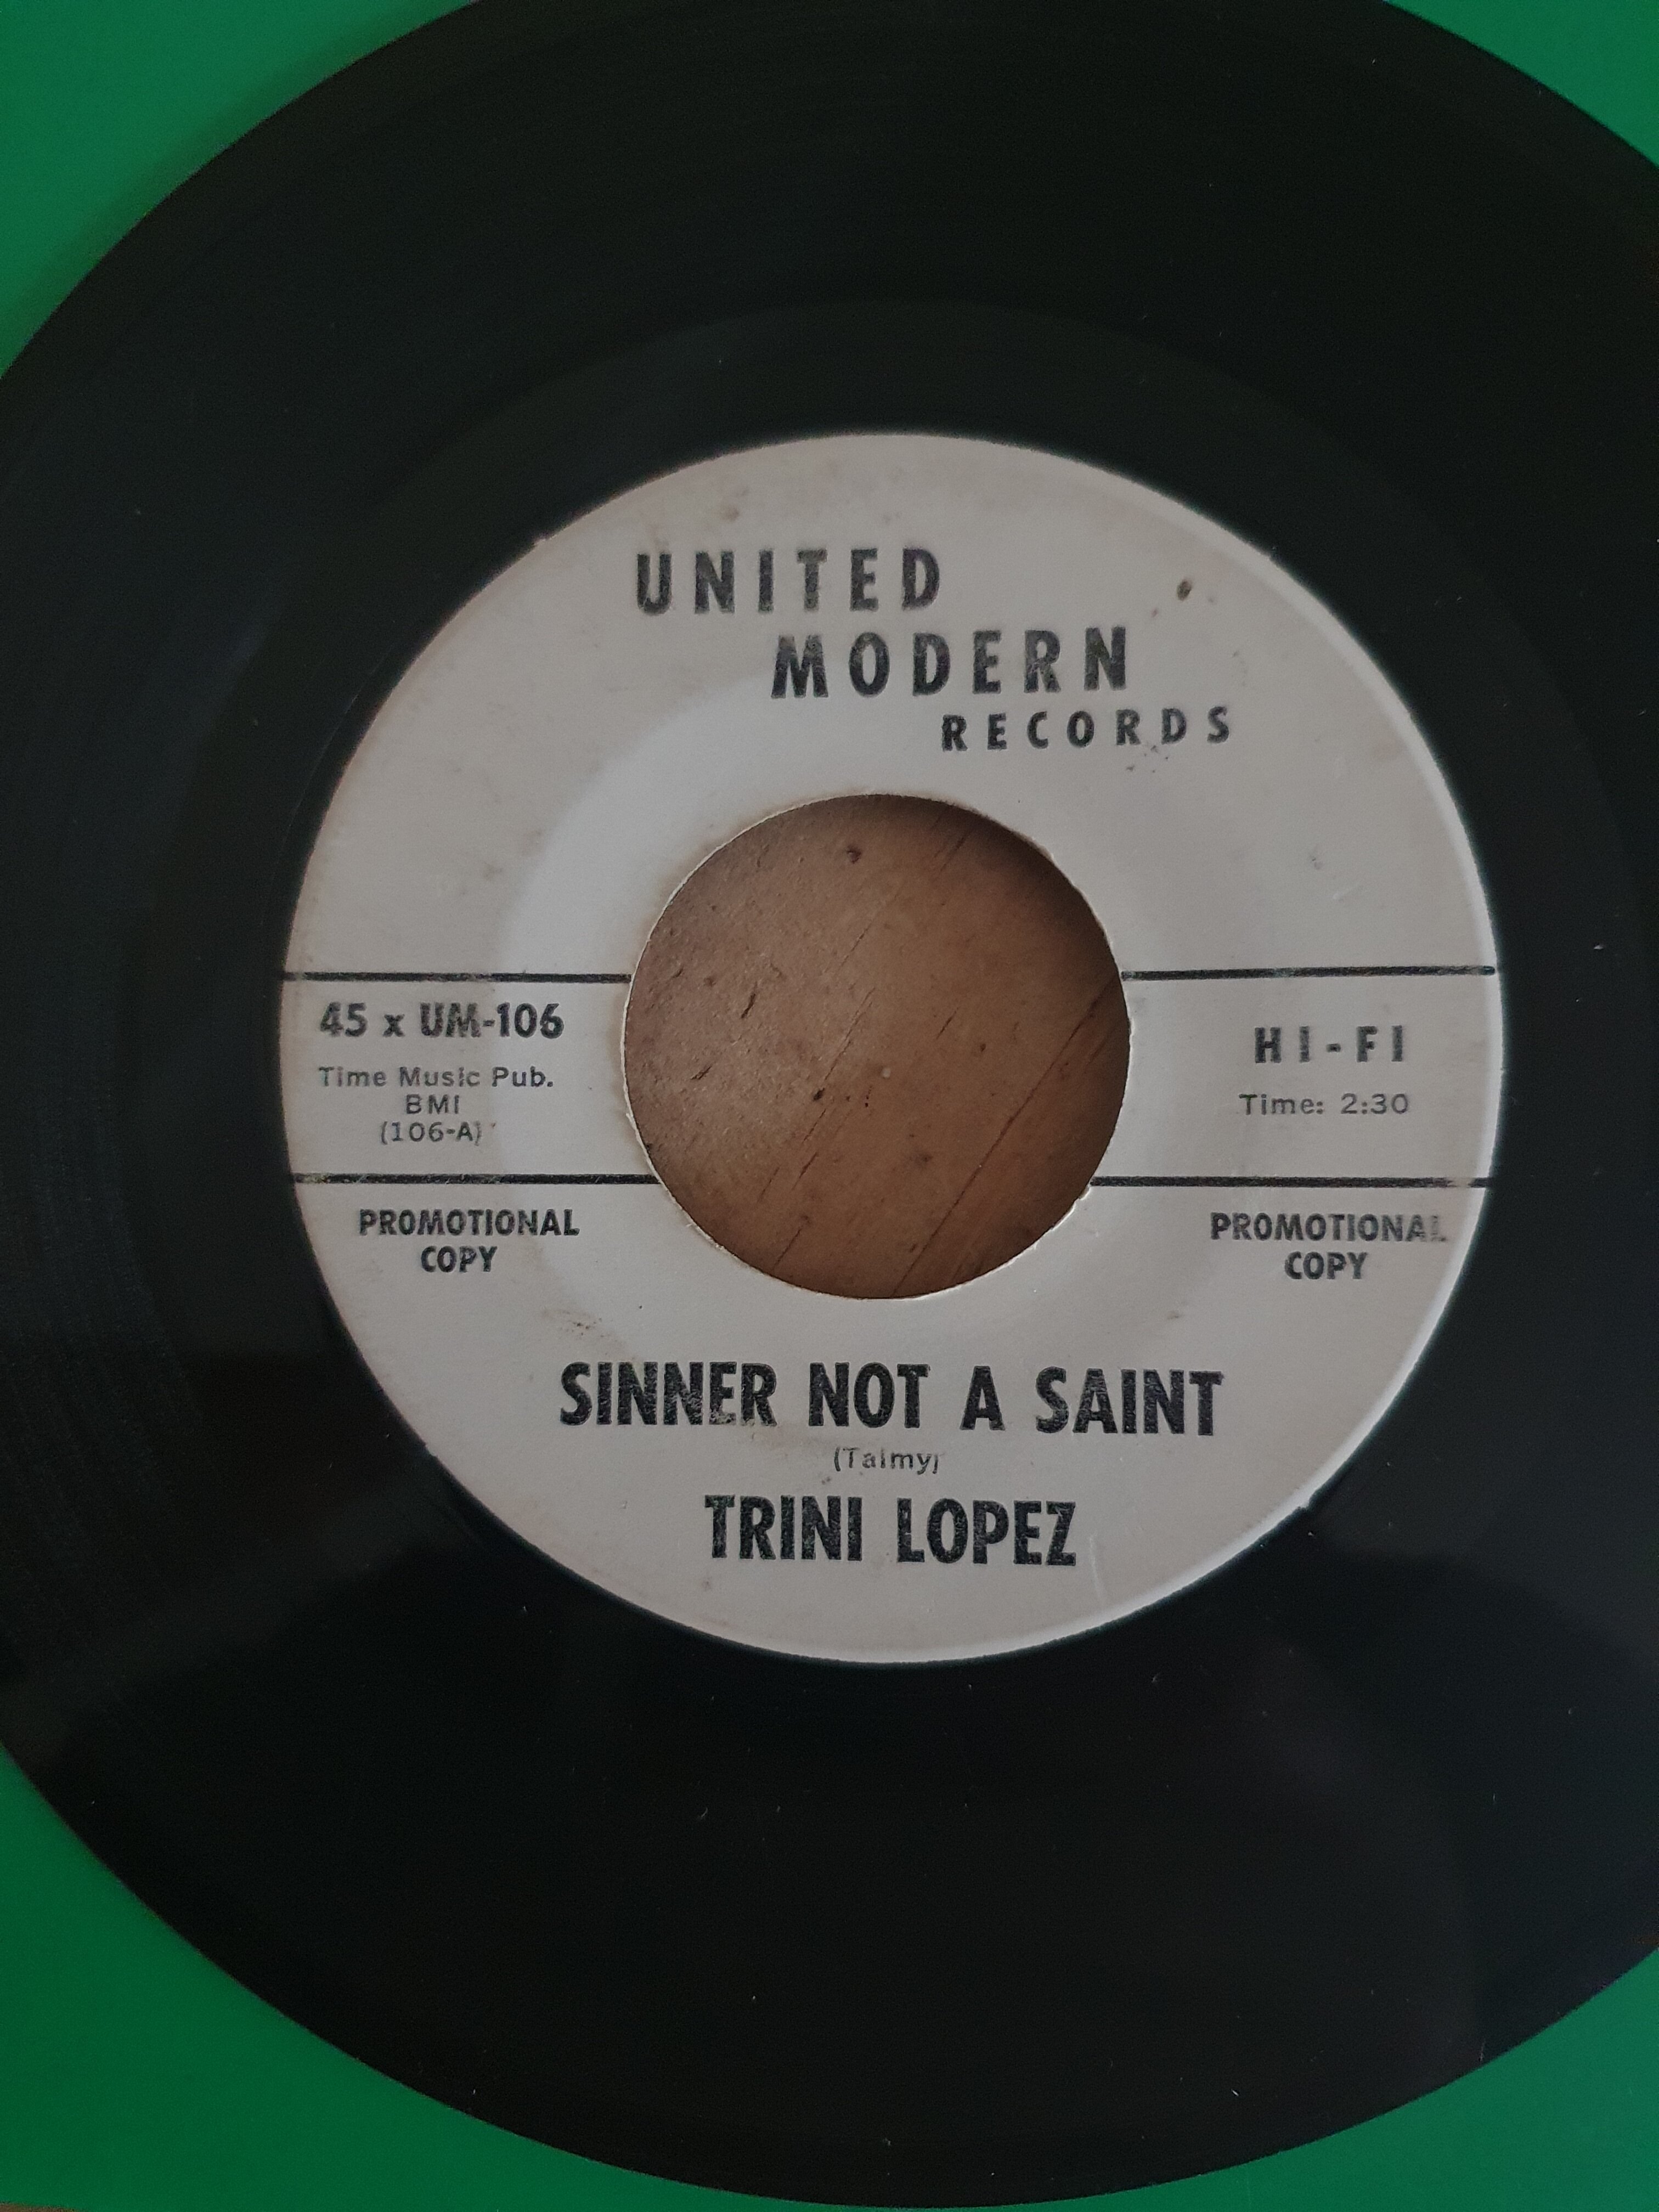 UNITED
MODERN
RECORDS
45 x UM-106
Time Music Pub.
BMI
(106-A)
HI-FI
Time: 2:30
PROMOTIONAL
COPY
PROMOTIONAL
COPY
SINNER NOT A SAINT
(Talmy)
TRINI LOPEZ